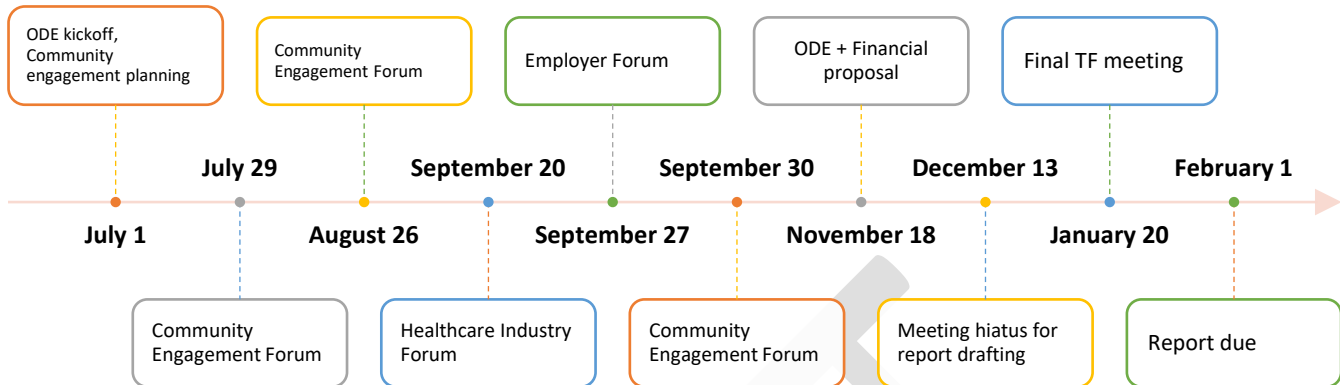 ODE kickoff,
Community
engagement planning
Community
Engagement Forum
Employer Forum
ODE + Financial
proposal
Final TF meeting
July 29
September 20
September 30
December 13
February 1
July 1
August 26
September 27
November 18
January 20
Community
Engagement Forum
Healthcare Industry
Forum
Community
Engagement Forum
Meeting hiatus for
report drafting
Report due